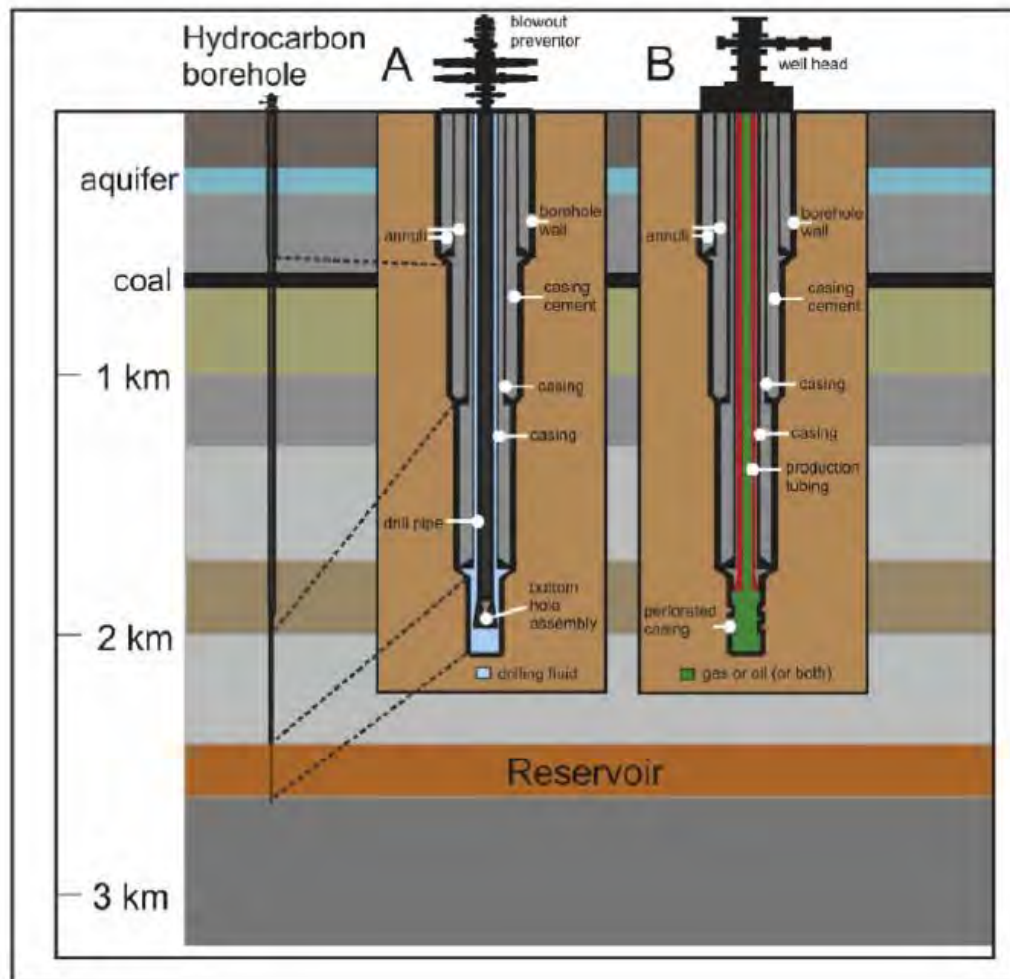 Hydrocarbon
borehole
A
blowout
preventor
B
well head
aquifer
annuli
borehole
wall
annuli
borehole
wall
coal
casing
cement
casing
cement
1 km
casing
casing
casing
casing
production
tubing
drill pipe
bottom
hole
assembly
perforated
casing
2 km
drilling fluid
gas or oil (or both)
Reservoir
3 km